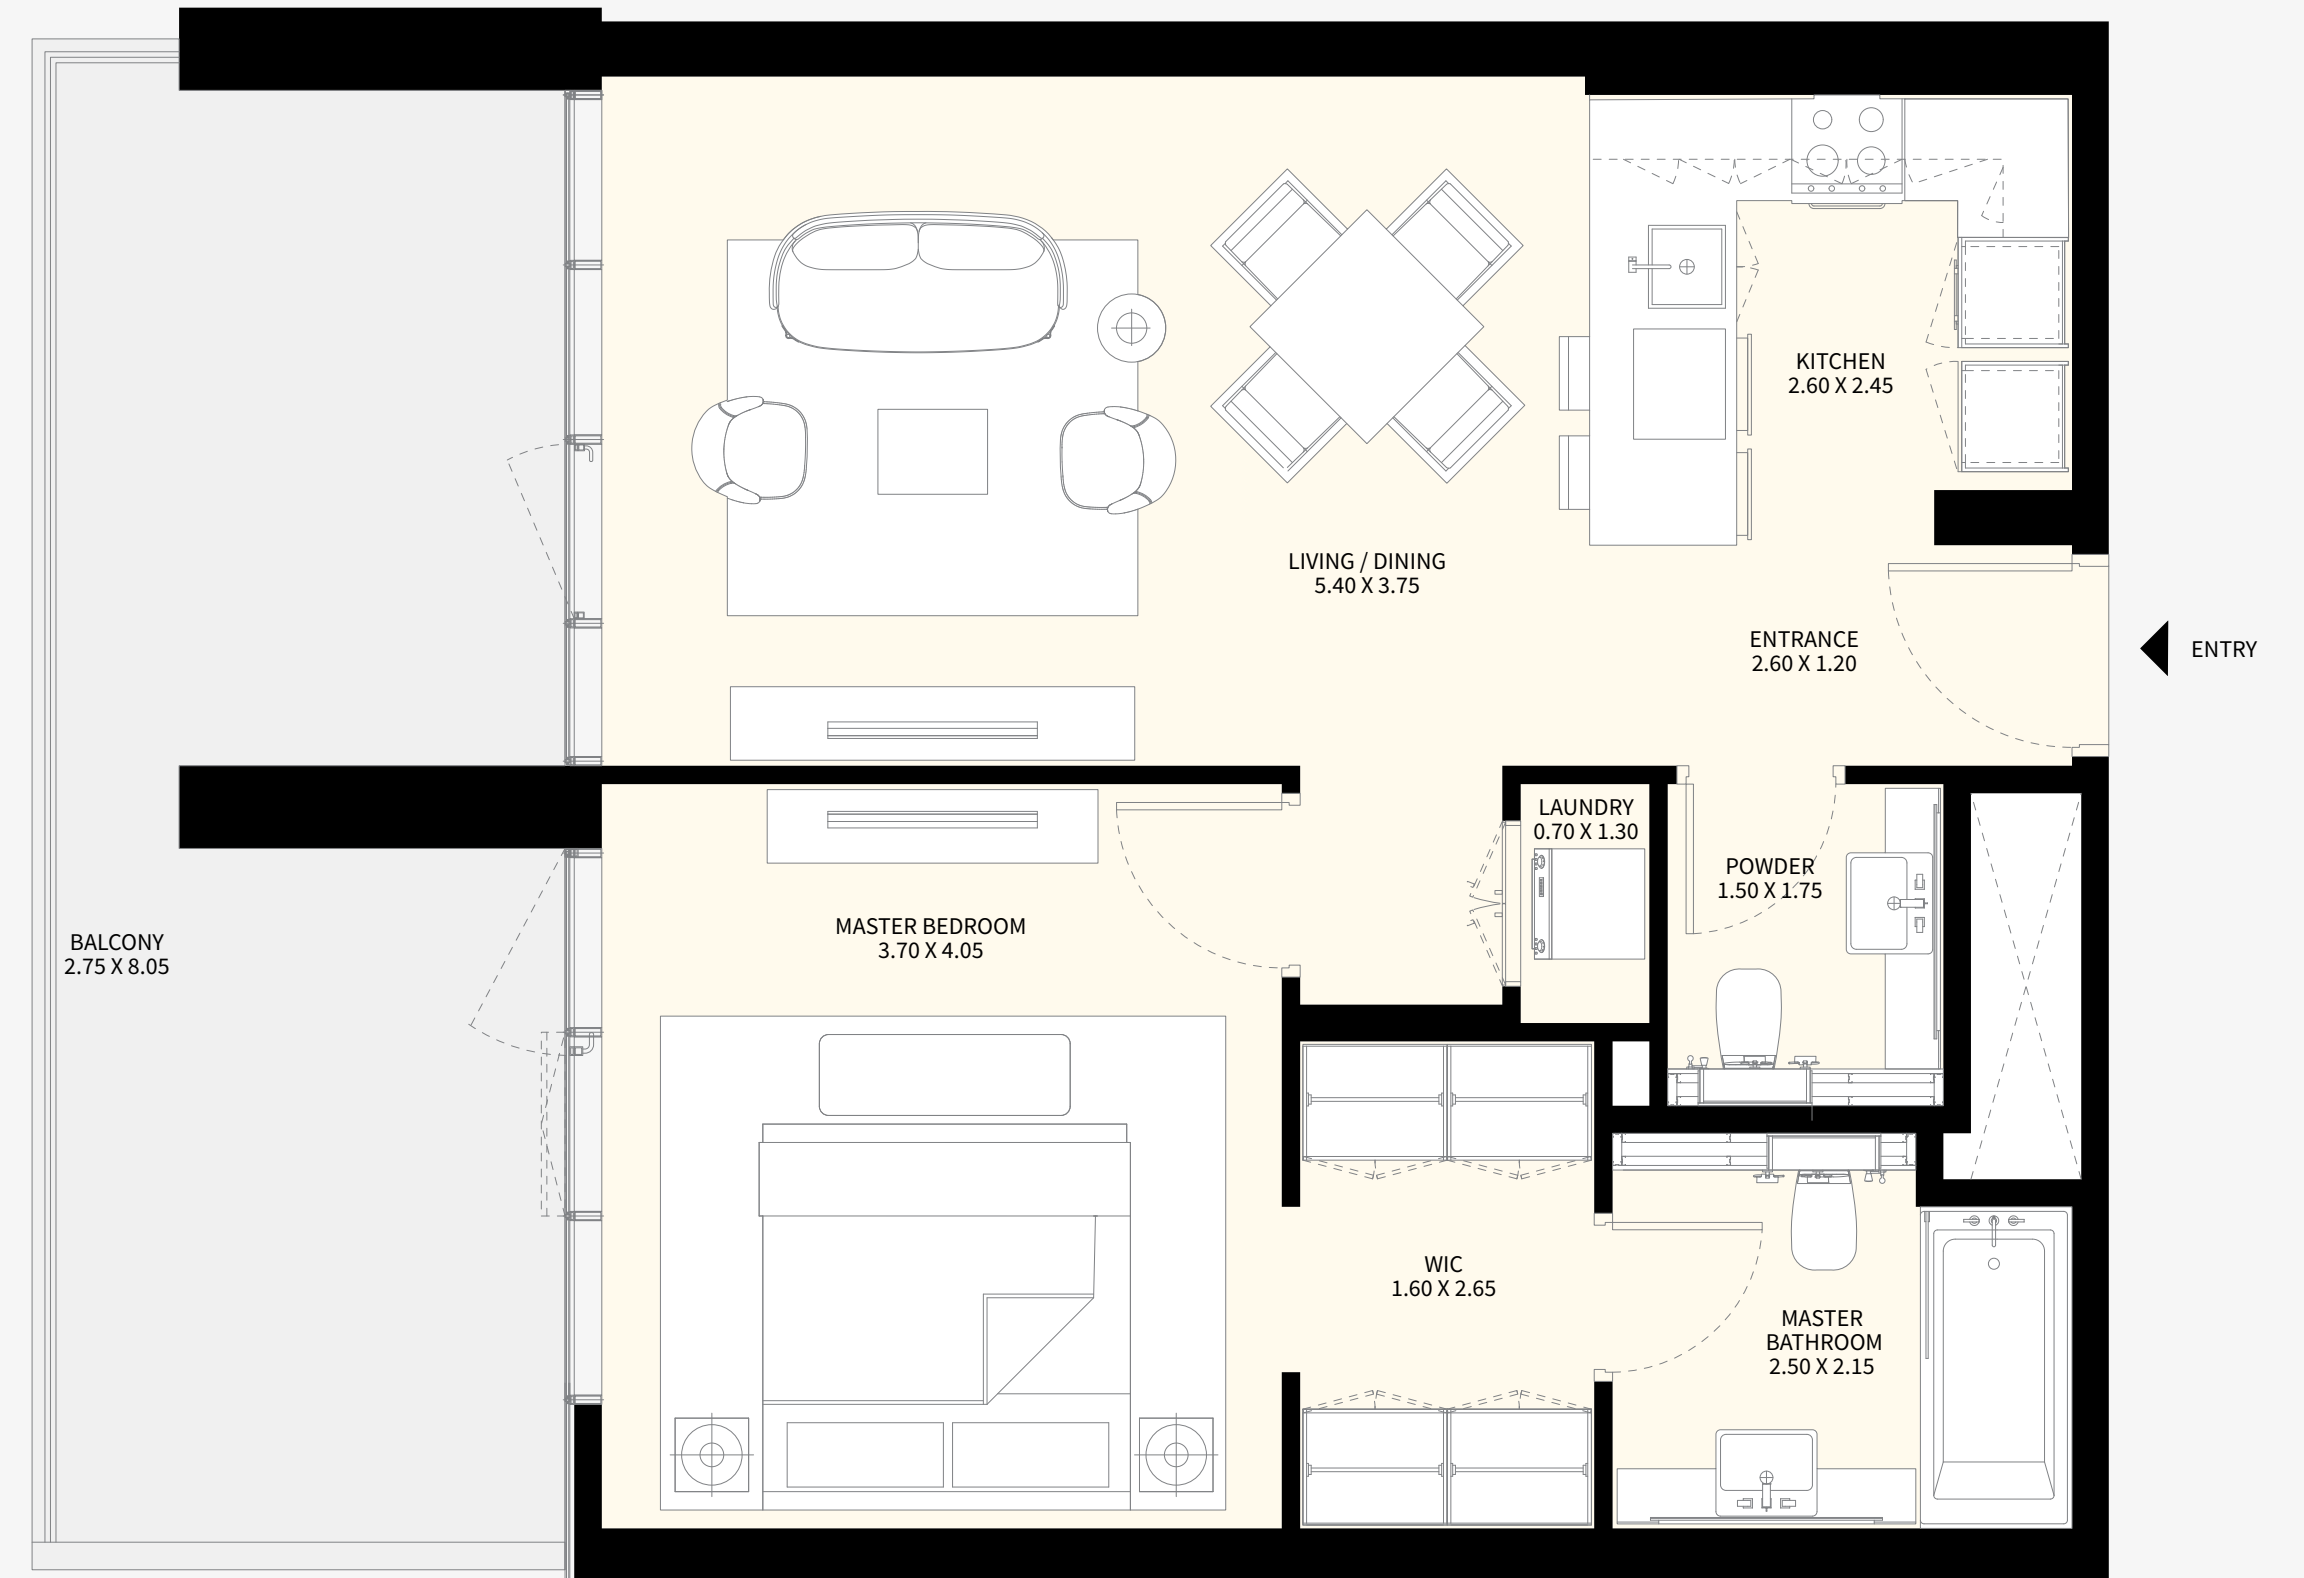 KITCHEN
2.60 X 2.45
LIVING / DINING
5.40 X 3.75
ENTRANCE
2.60 X 1.20
ENTRY
LAUNDRY
0.70 X 1.30
POWDER
1.50 X 1.75
MASTER BEDROOM
3.70 X 4.05
BALCONY
2.75 X 8.05
WIC
1.60 X 2.65
MASTER
BATHROOM
2.50 X 2.15